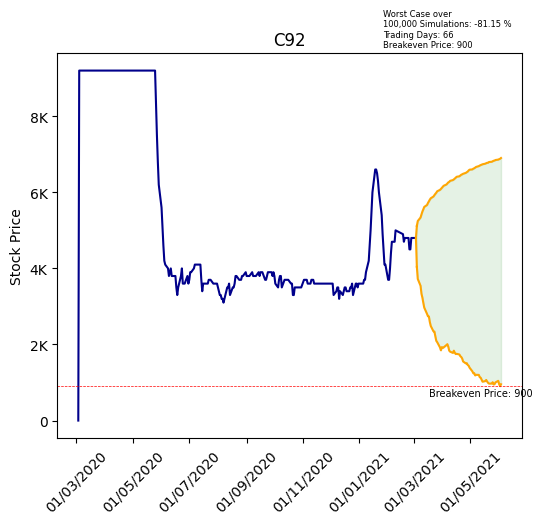 Worst Case over
100,000 Simulations: -81.15 %
Trading Days: 66
Breakeven Price: 900
C92
Stock Price
8K
6K
4K
2K
0
Breakeven Price: 900
01/03/2020
01/05/2020
01/07/2020
01/09/2020
01/11/2020
01/01/2021
01/03/2021
01/05/2021